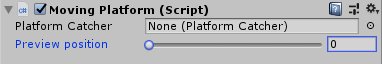 Moving Platform (Script)
Platform Catcher None (Platform Catcher)
Preview position 0